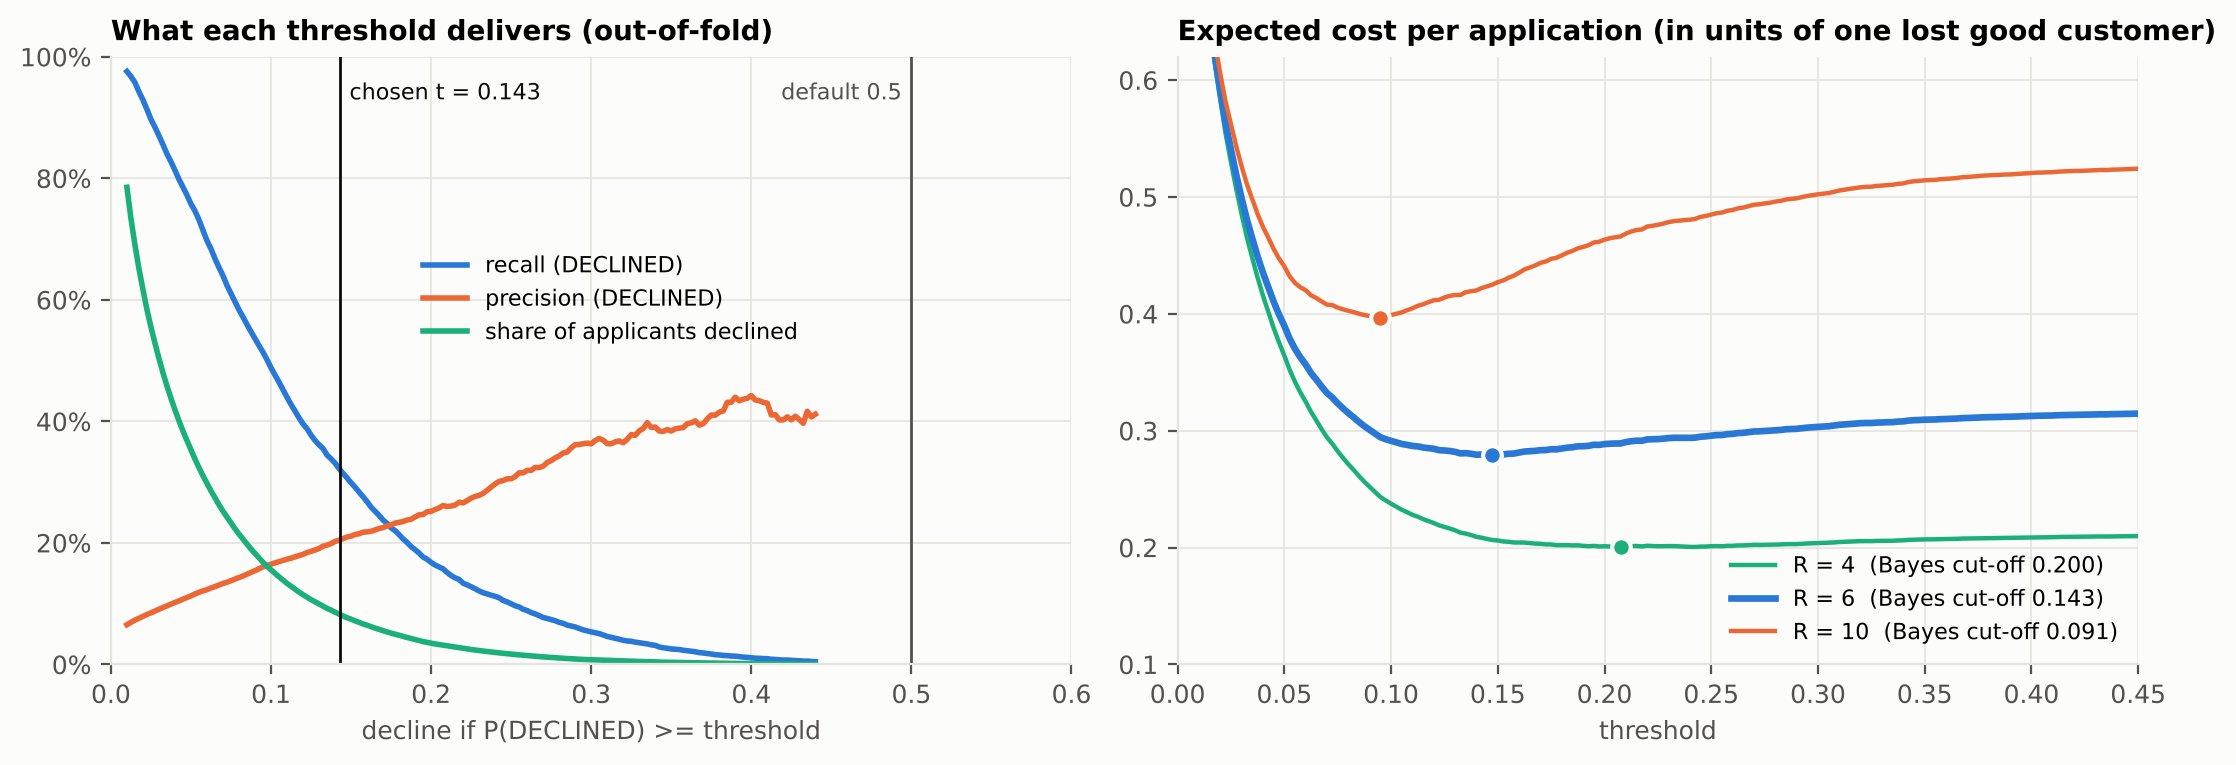 What each threshold delivers (out-of-fold)
100%
80%
60%
40%
20%
0%
chosen t = 0.143
default 0.5
recall (DECLINED)
precision (DECLINED)
share of applicants declined
0.0 0.1 0.2 0.3 0.4 0.5 0.6
decline if P(DECLINED) >= threshold
Expected cost per application (in units of one lost good customer)
0.6
0.5
0.4
0.3
0.2
0.1
R = 4 (Bayes cut-off 0.200)
R = 6 (Bayes cut-off 0.143)
R = 10 (Bayes cut-off 0.091)
0.00 0.05 0.10 0.15 0.20 0.25 0.30 0.35 0.40 0.45
threshold